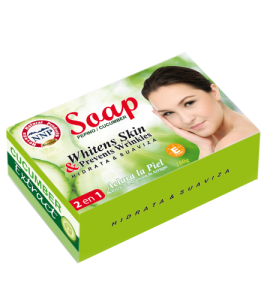 Soap
PEPINO / CUCUMBER
NNP
Whitens Skin
& Prevents Wrinkles
HIDRATA & SUAVIZA
2 en 1
Aclara la Piel
E
CUCUMBER
Extract
HIDRATA & SUAVIZA